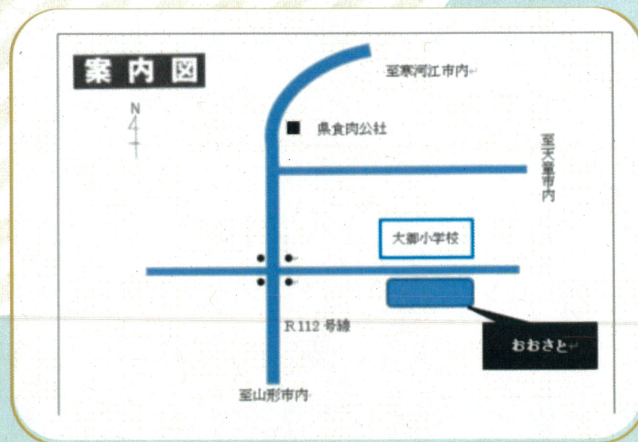 案内図
N
至寒河江市内
県食肉公社
至天童市内
大郷小学校
R112号線
おおさと
至山形市内